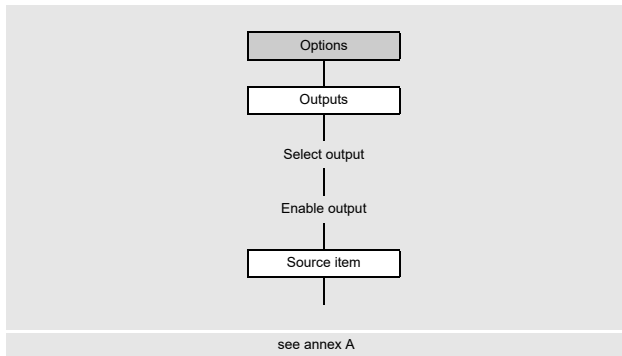 Options
Outputs
Select output
Enable output
Source item
see annex A